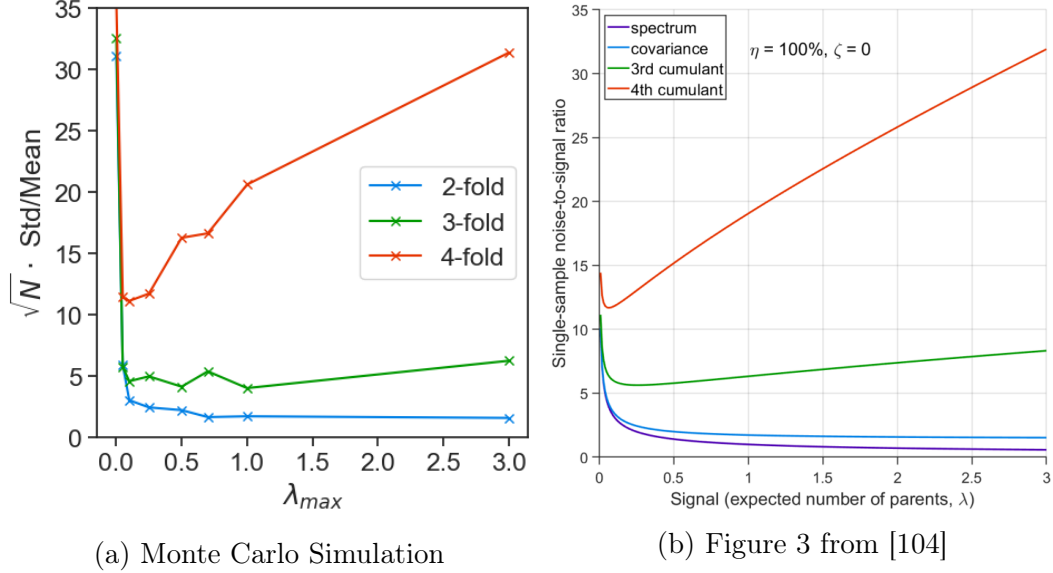 35
30
25
20
15
10
5
0
√N · Std/Mean
2-fold
3-fold
4-fold
0.0 0.5 1.0 1.5 2.0 2.5 3.0
λmax
(a) Monte Carlo Simulation
35
30
25
20
15
10
5
0
Single-sample noise-to-signal ratio
spectrum
covariance
3rd cumulant
4th cumulant
η = 100%, ζ = 0
0 0.5 1 1.5 2 2.5 3
Signal (expected number of parents, λ)
(b) Figure 3 from [104]